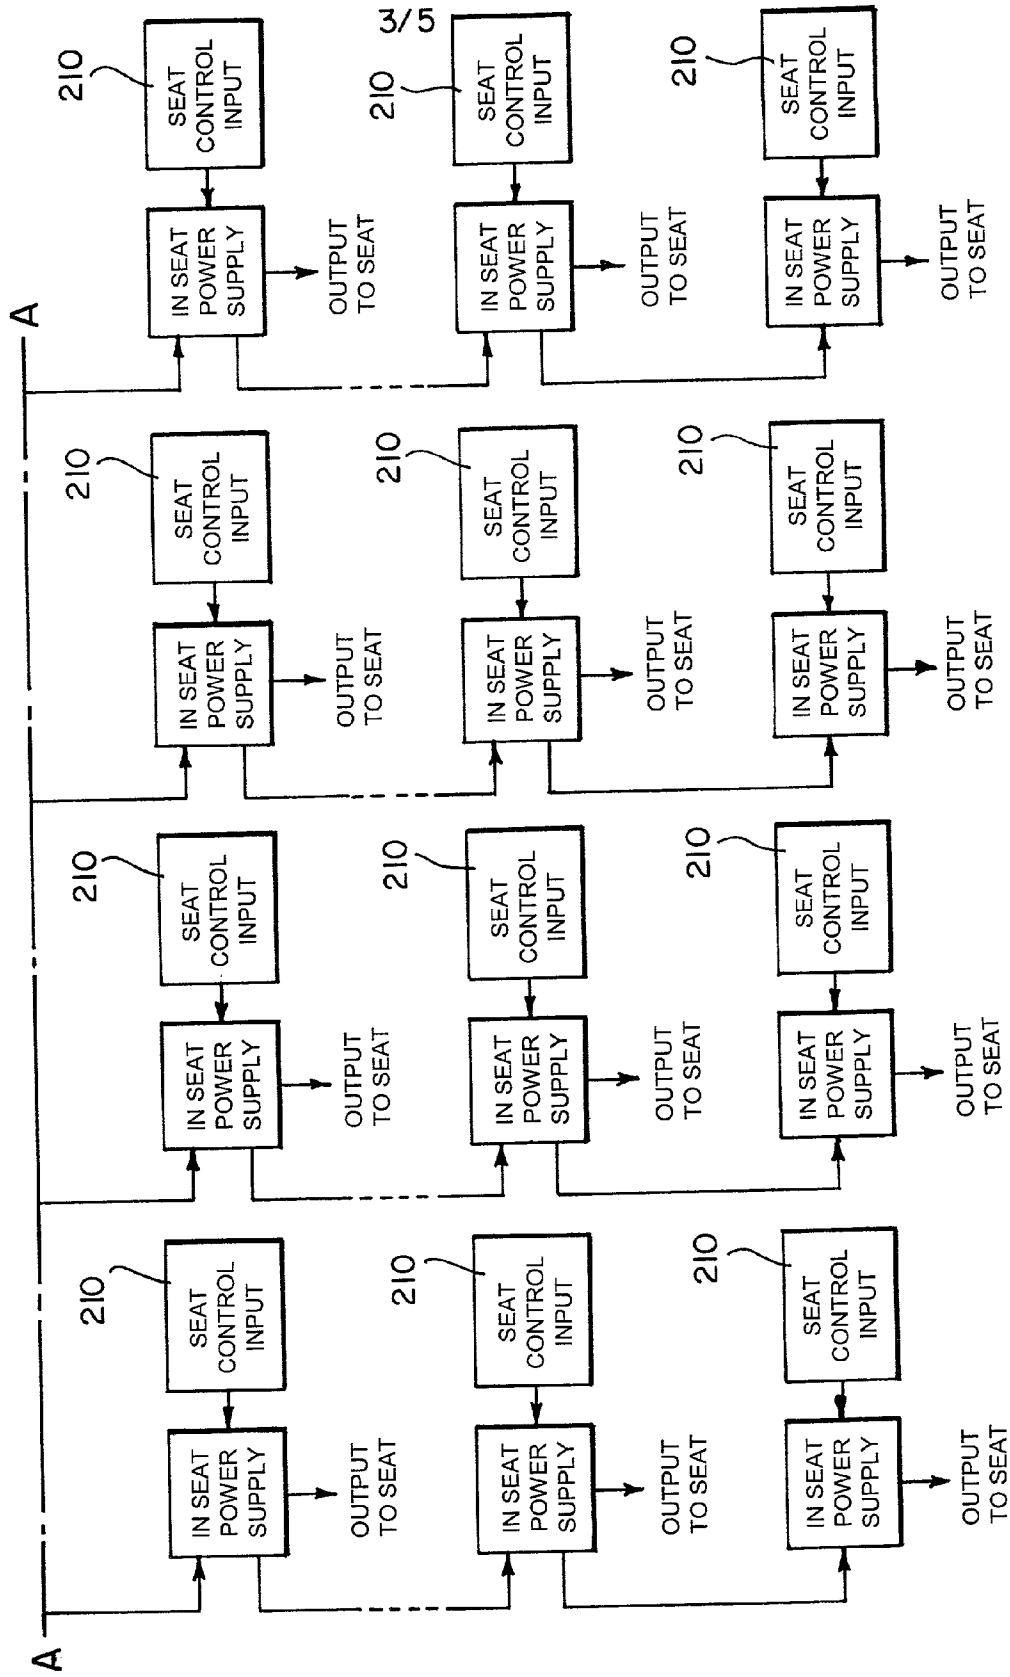 3/5
A
A
210
IN SEAT
POWER
SUPPLY
SEAT
CONTROL
INPUT
OUTPUT
TO SEAT
210
IN SEAT
POWER
SUPPLY
SEAT
CONTROL
INPUT
OUTPUT
TO SEAT
210
IN SEAT
POWER
SUPPLY
SEAT
CONTROL
INPUT
OUTPUT
TO SEAT
210
IN SEAT
POWER
SUPPLY
SEAT
CONTROL
INPUT
OUTPUT
TO SEAT
210
IN SEAT
POWER
SUPPLY
SEAT
CONTROL
INPUT
OUTPUT
TO SEAT
210
IN SEAT
POWER
SUPPLY
SEAT
CONTROL
INPUT
OUTPUT
TO SEAT
210
IN SEAT
POWER
SUPPLY
SEAT
CONTROL
INPUT
OUTPUT
TO SEAT
210
IN SEAT
POWER
SUPPLY
SEAT
CONTROL
INPUT
OUTPUT
TO SEAT
210
IN SEAT
POWER
SUPPLY
SEAT
CONTROL
INPUT
OUTPUT
TO SEAT
210
IN SEAT
POWER
SUPPLY
SEAT
CONTROL
INPUT
OUTPUT
TO SEAT
210
IN SEAT
POWER
SUPPLY
SEAT
CONTROL
INPUT
OUTPUT
TO SEAT
210
IN SEAT
POWER
SUPPLY
SEAT
CONTROL
INPUT
OUTPUT
TO SEAT